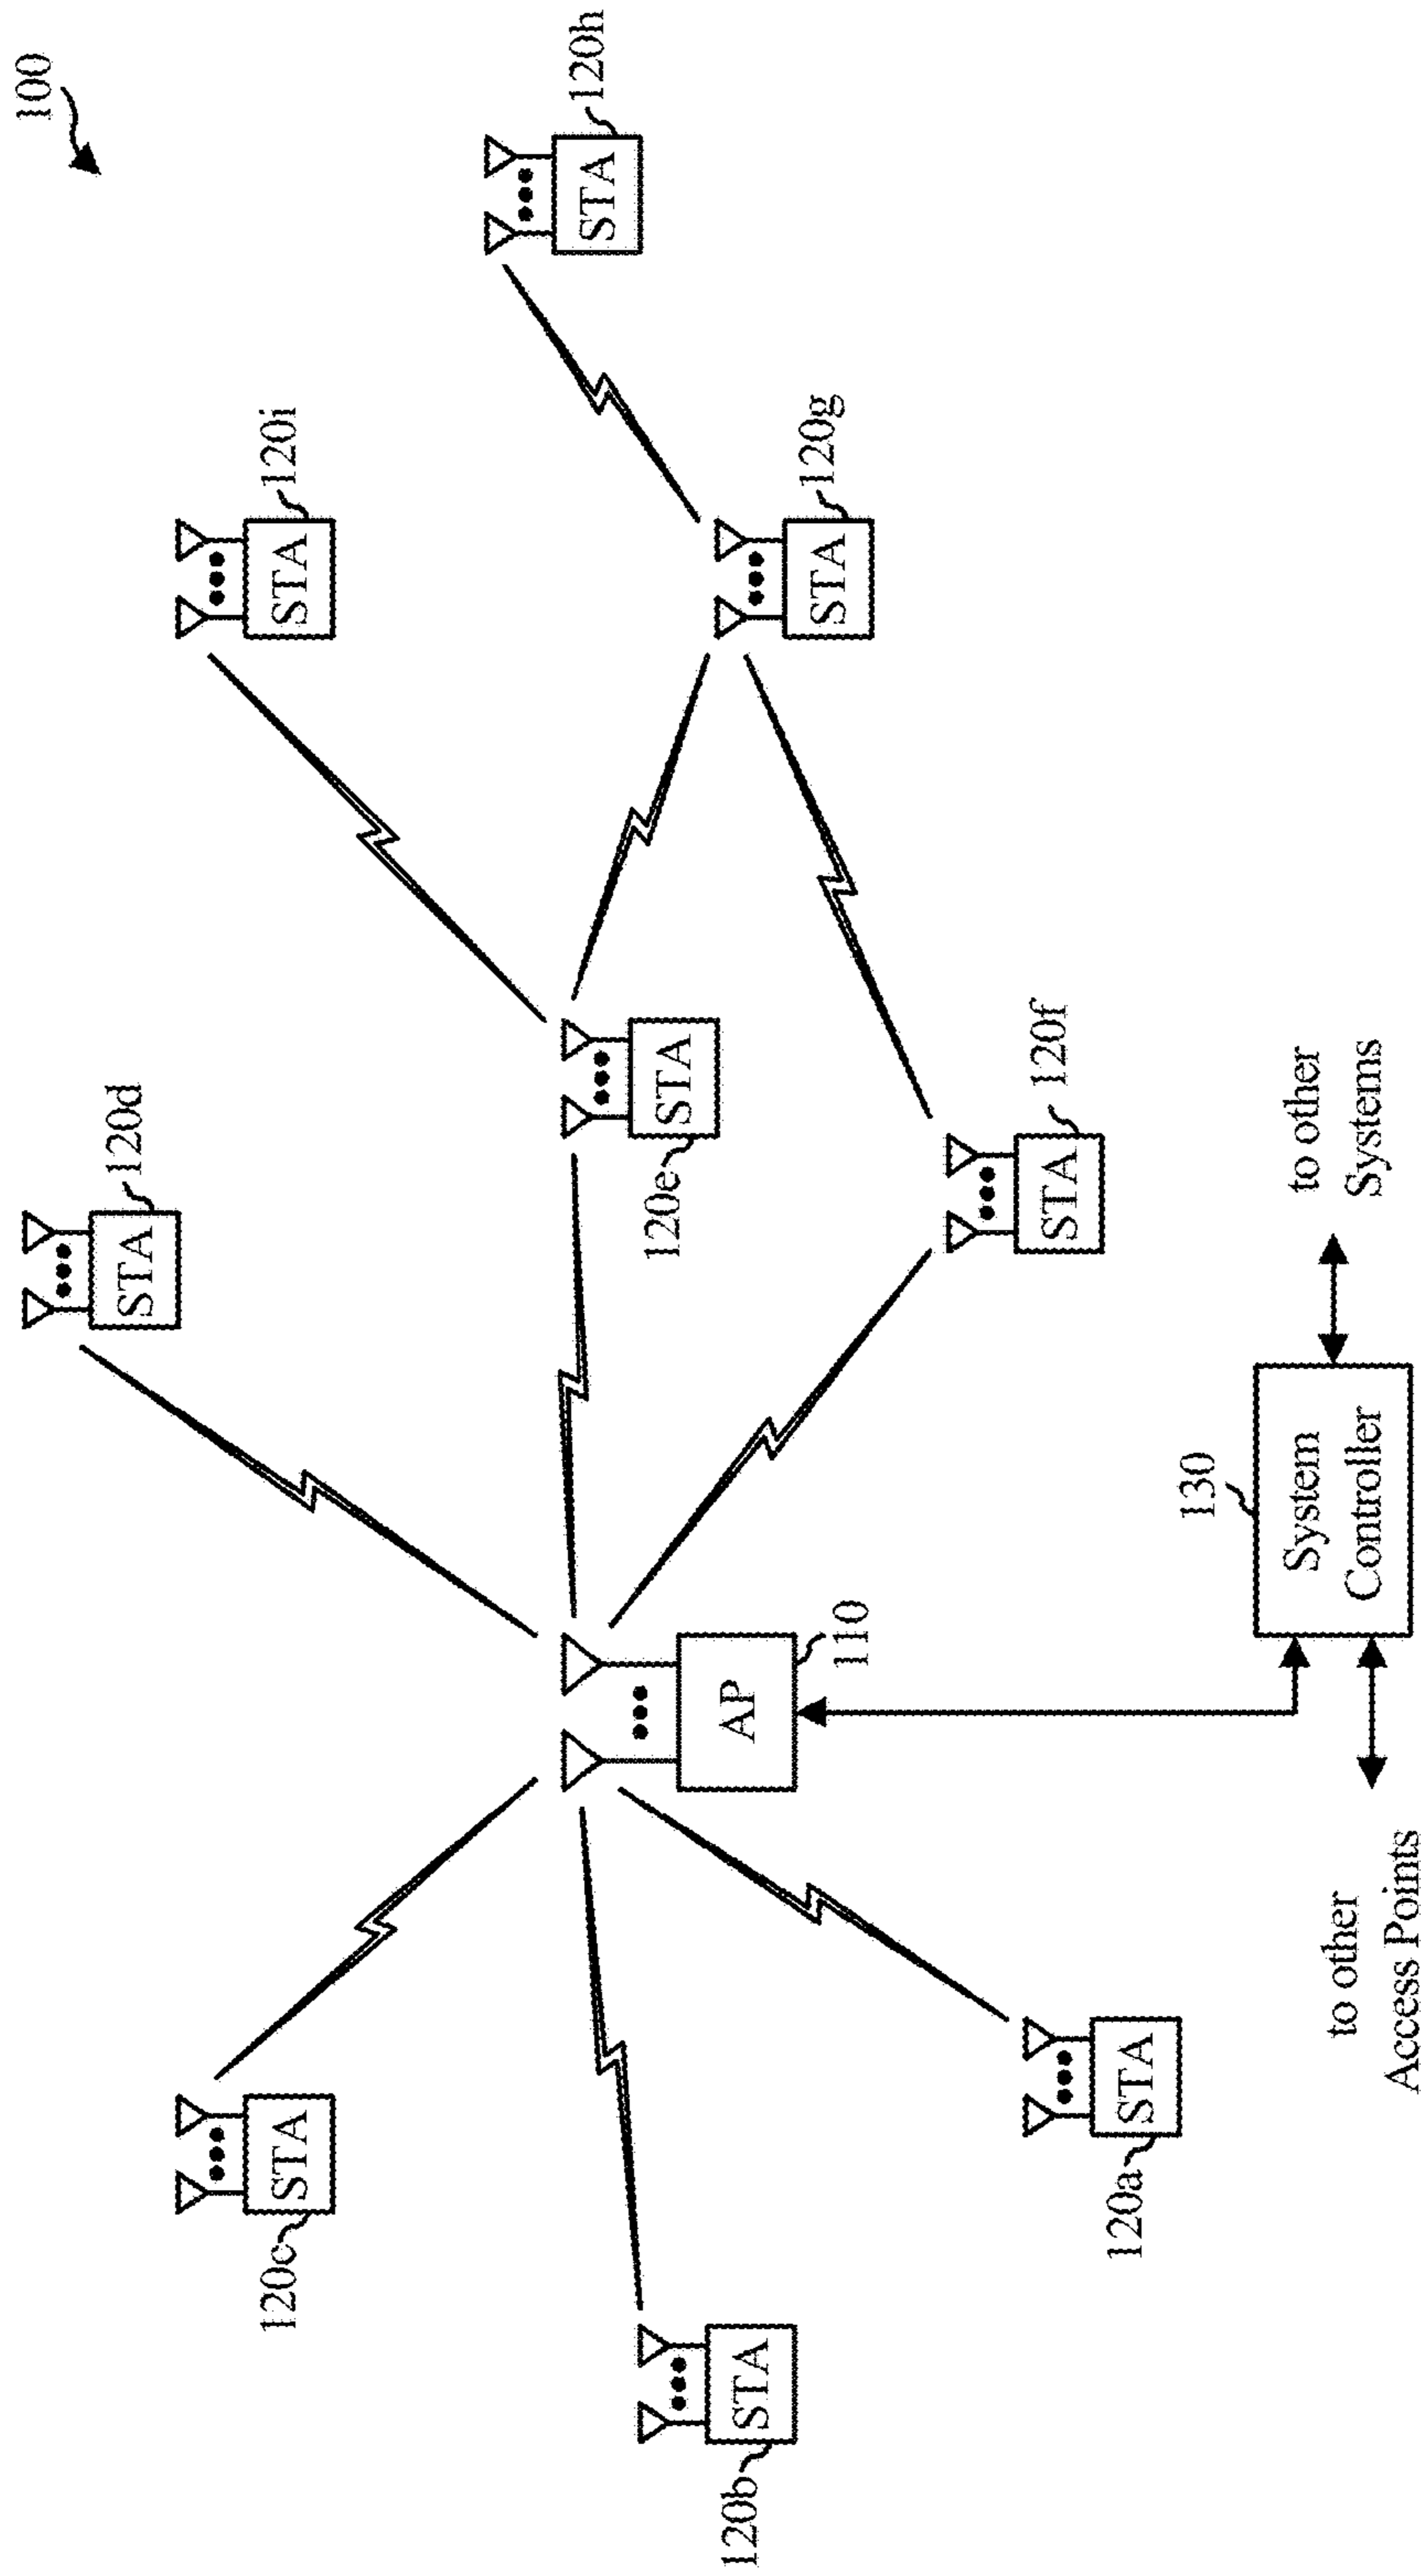 100
120d
STA
120c
STA
120i
STA
120h
STA
120b
STA
AP
110
120e
STA
120g
STA
120a
STA
120f
STA
130
System
Controller
to other
Access Points
to other
Systems